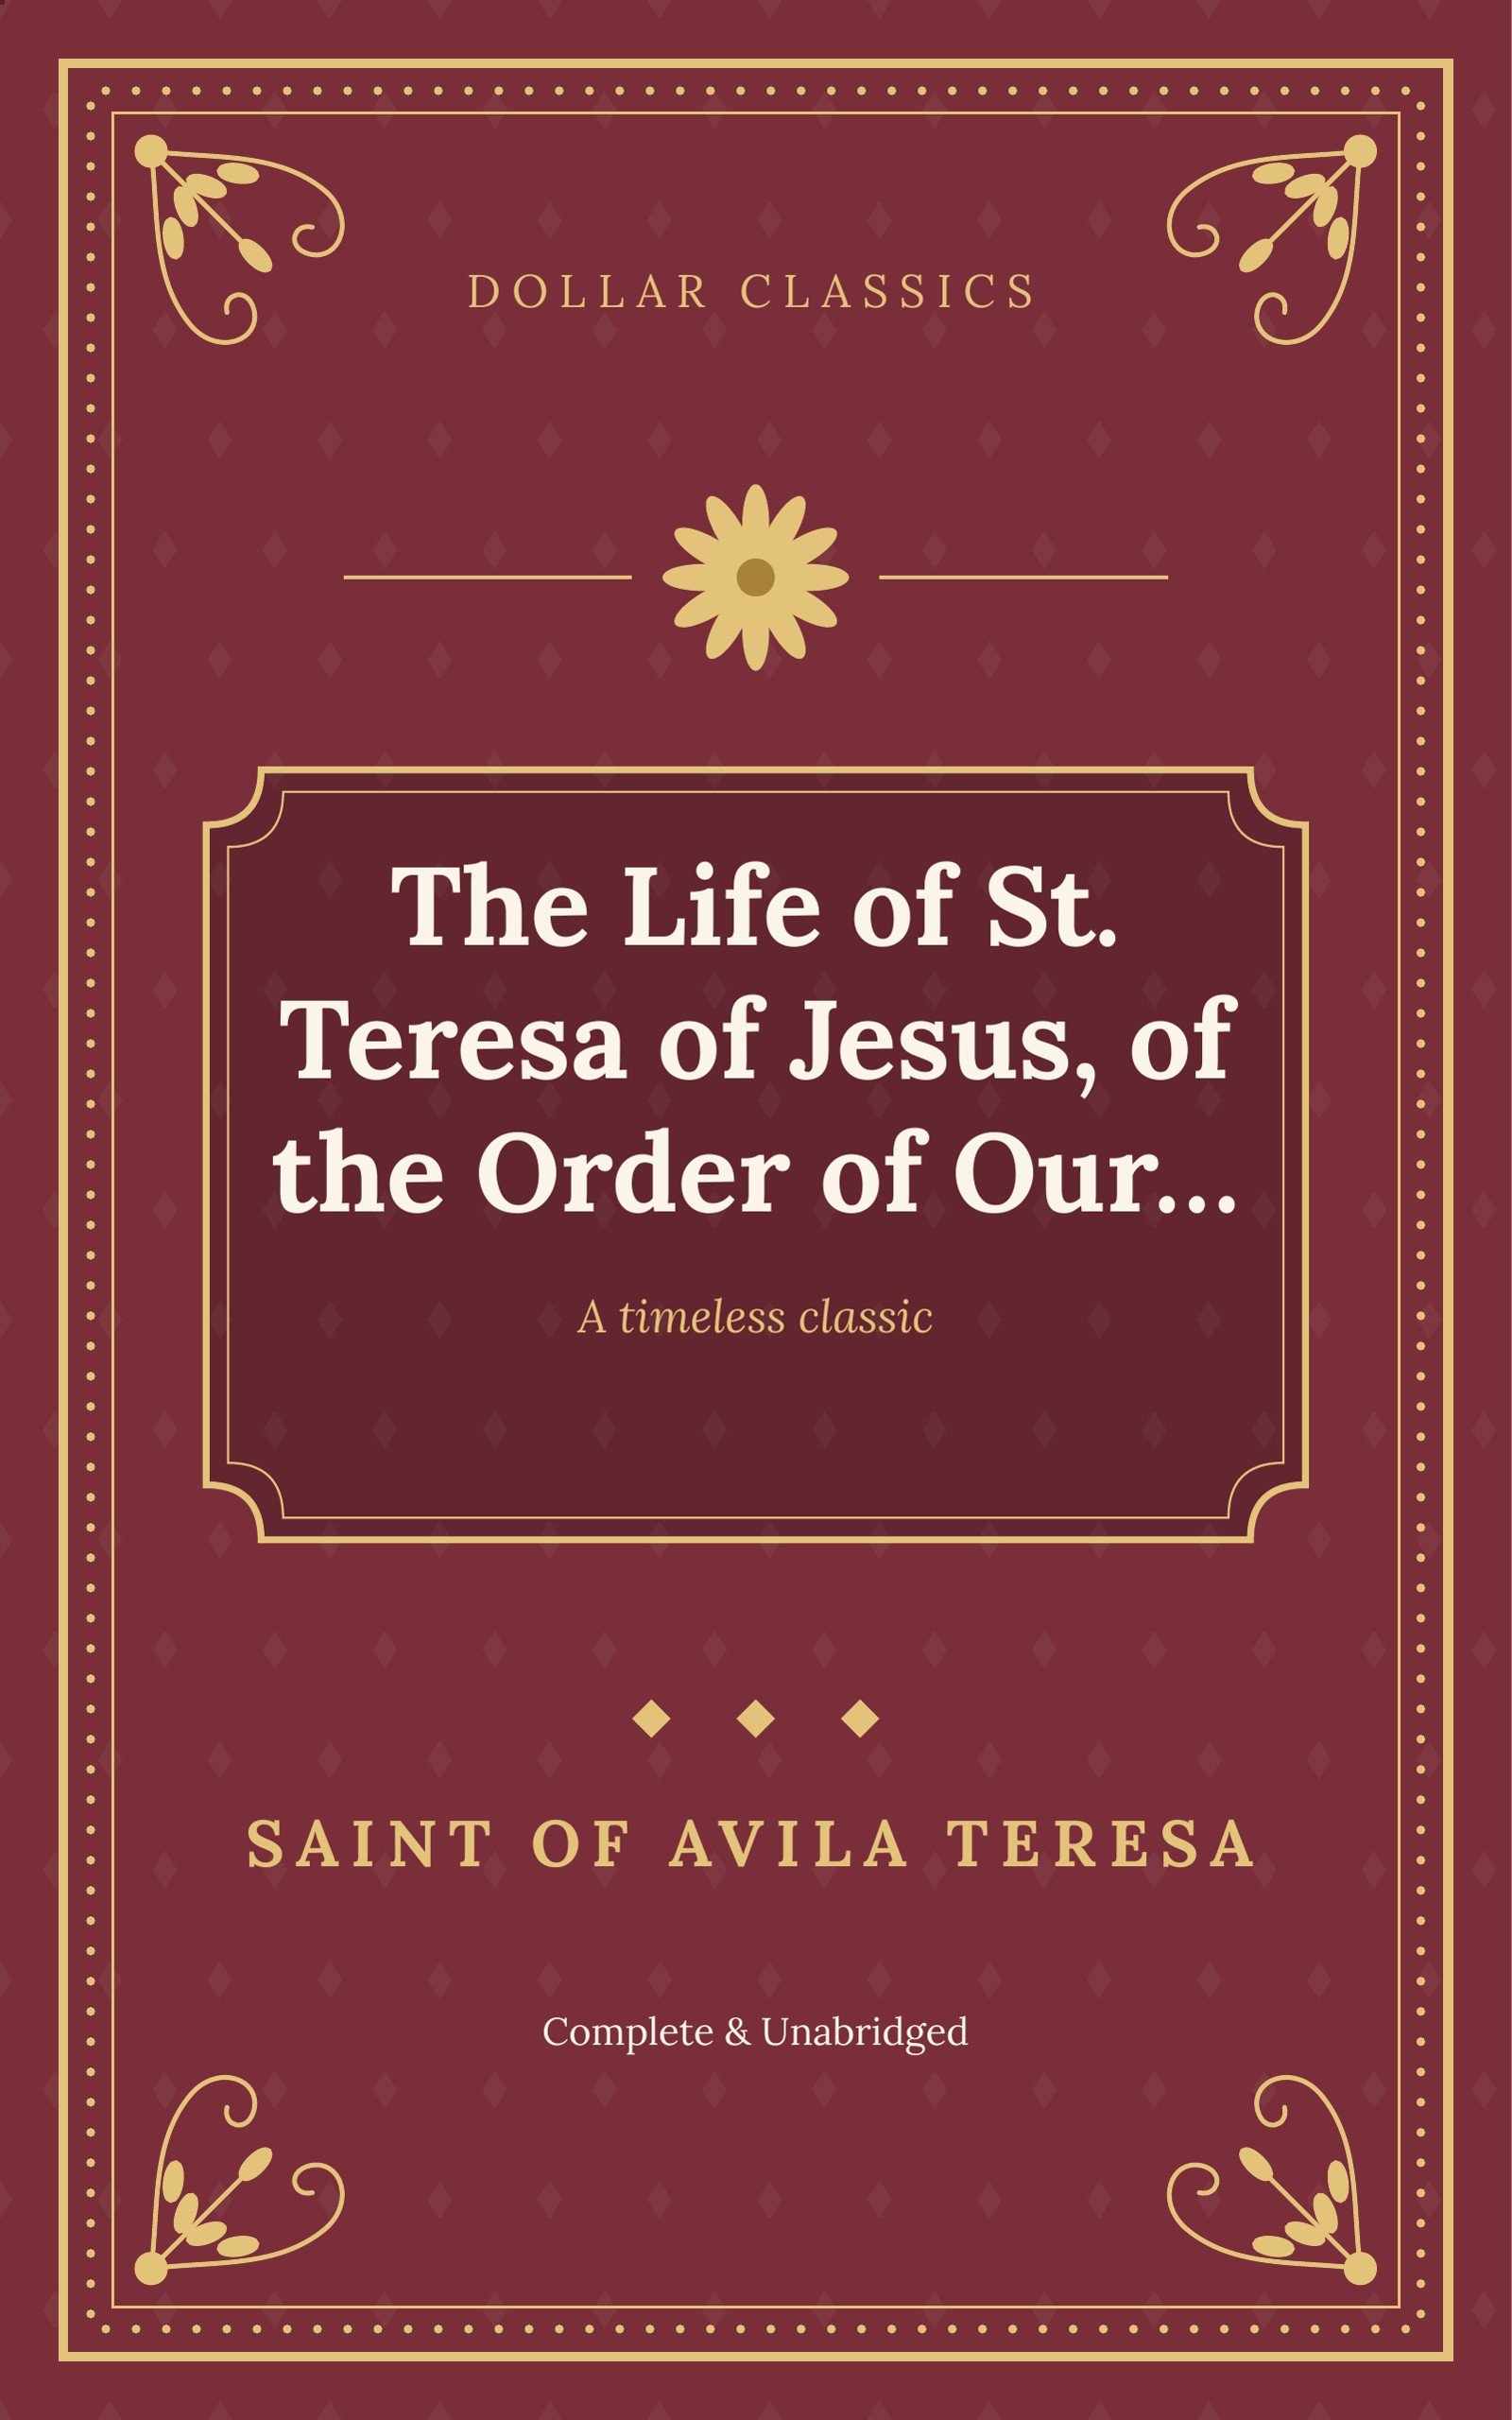 DOLLAR CLASSICS
The Life of St.
Teresa of Jesus, of
the Order of Our...
A timeless classic
SAINT OF AVILA TERESA
Complete & Unabridged